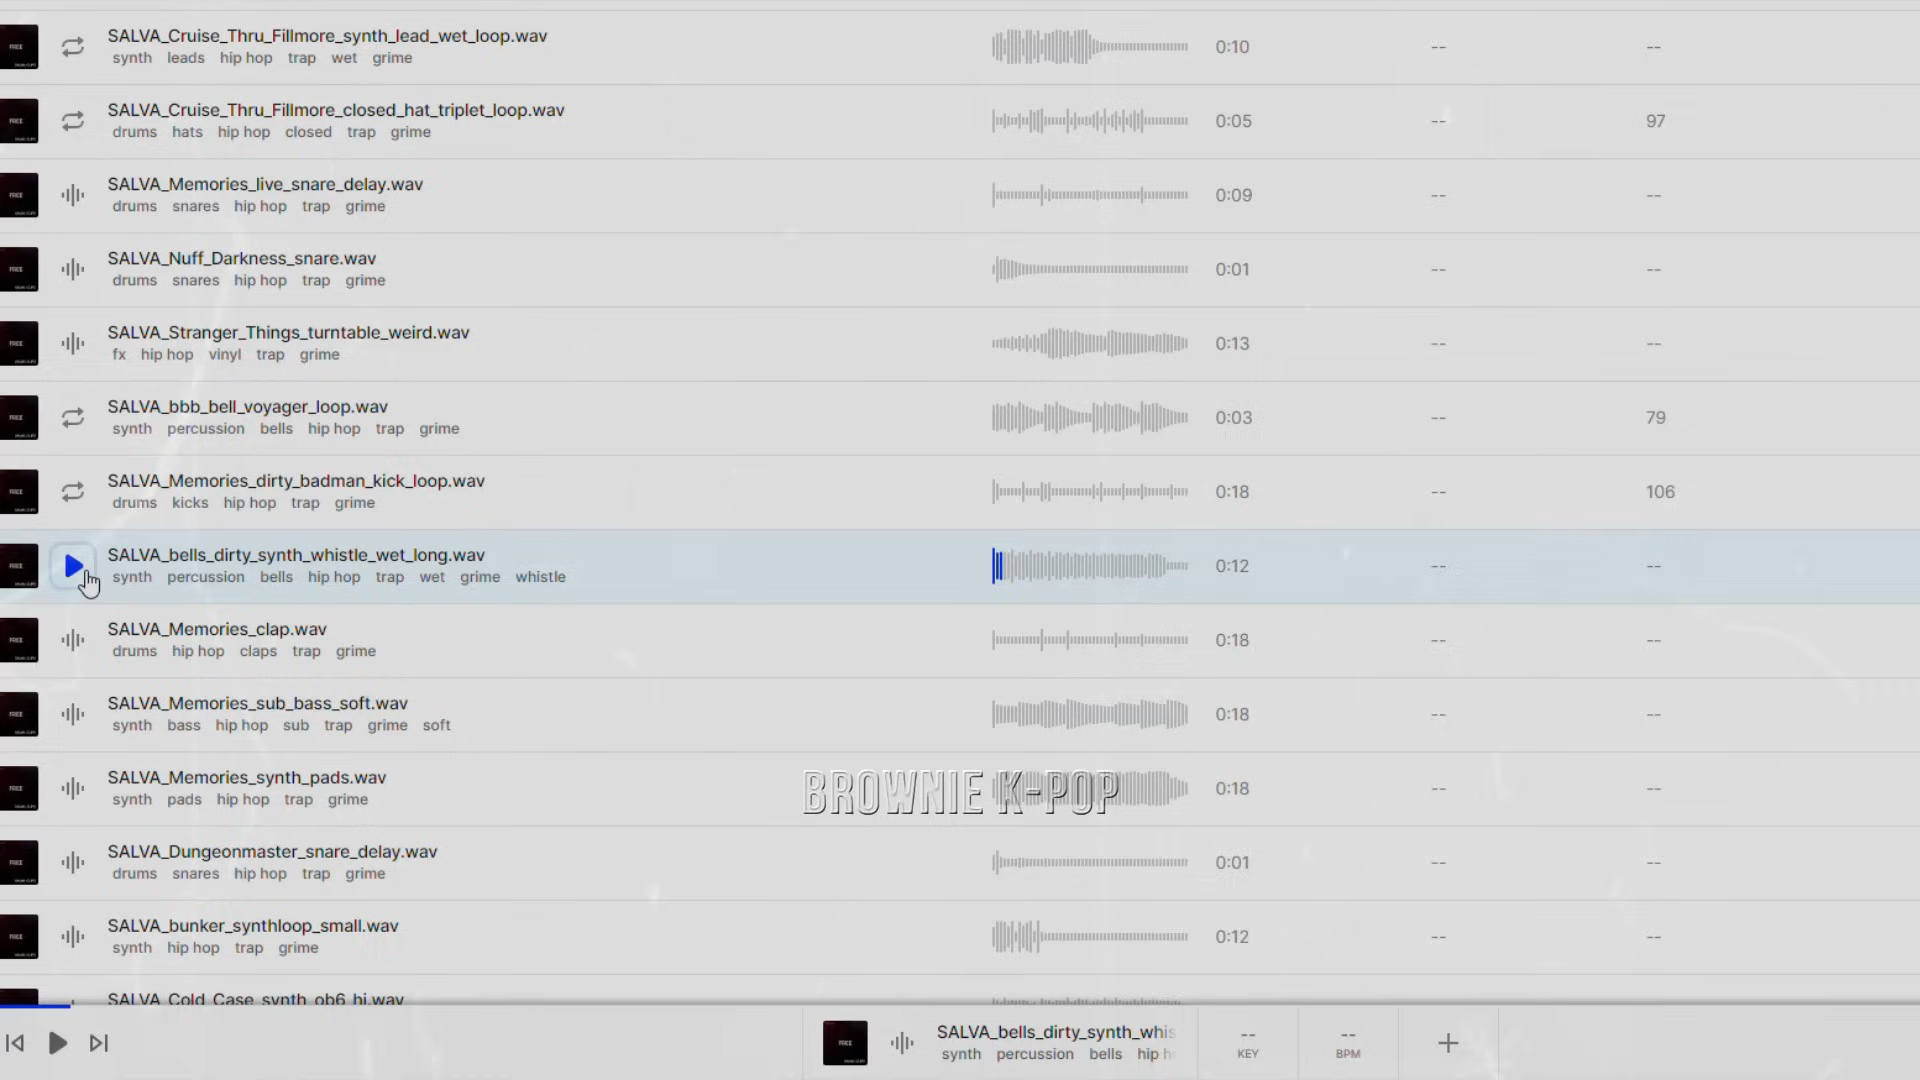 SALVA_Cruise_Thru_Fillmore_synth_lead_wet_loop.wav
synth leads hip hop trap wet grime
0:10 -- --
SALVA_Cruise_Thru_Fillmore_closed_hat_triplet_loop.wav
drums hats hip hop closed trap grime
0:05 -- 97
SALVA_Memories_live_snare_delay.wav
drums snares hip hop trap grime
0:09 -- --
SALVA_Nuff_Darkness_snare.wav
drums snares hip hop trap grime
0:01 -- --
SALVA_Stranger_Things_turntable_weird.wav
fx hip hop vinyl trap grime
0:13 -- --
SALVA_bbb_bell_voyager_loop.wav
synth percussion bells hip hop trap grime
0:03 -- 79
SALVA_Memories_dirty_badman_kick_loop.wav
drums kicks hip hop trap grime
0:18 -- 106
SALVA_bells_dirty_synth_whistle_wet_long.wav
synth percussion bells hip hop trap wet grime whistle
0:12 -- --
SALVA_Memories_clap.wav
drums hip hop claps trap grime
0:18 -- --
SALVA_Memories_sub_bass_soft.wav
synth bass hip hop sub trap grime soft
0:18 -- --
SALVA_Memories_synth_pads.wav
synth pads hip hop trap grime
BROWNIE K-POP
0:18 -- --
SALVA_Dungeonmaster_snare_delay.wav
drums snares hip hop trap grime
0:01 -- --
SALVA_bunker_synthloop_small.wav
synth hip hop trap grime
0:12 -- --
SALVA_Cold_Case_synth_ob6_hi.wav
FREE
SALVA_bells_dirty_synth_whis
synth percussion bells hip h
-- KEY
-- BPM